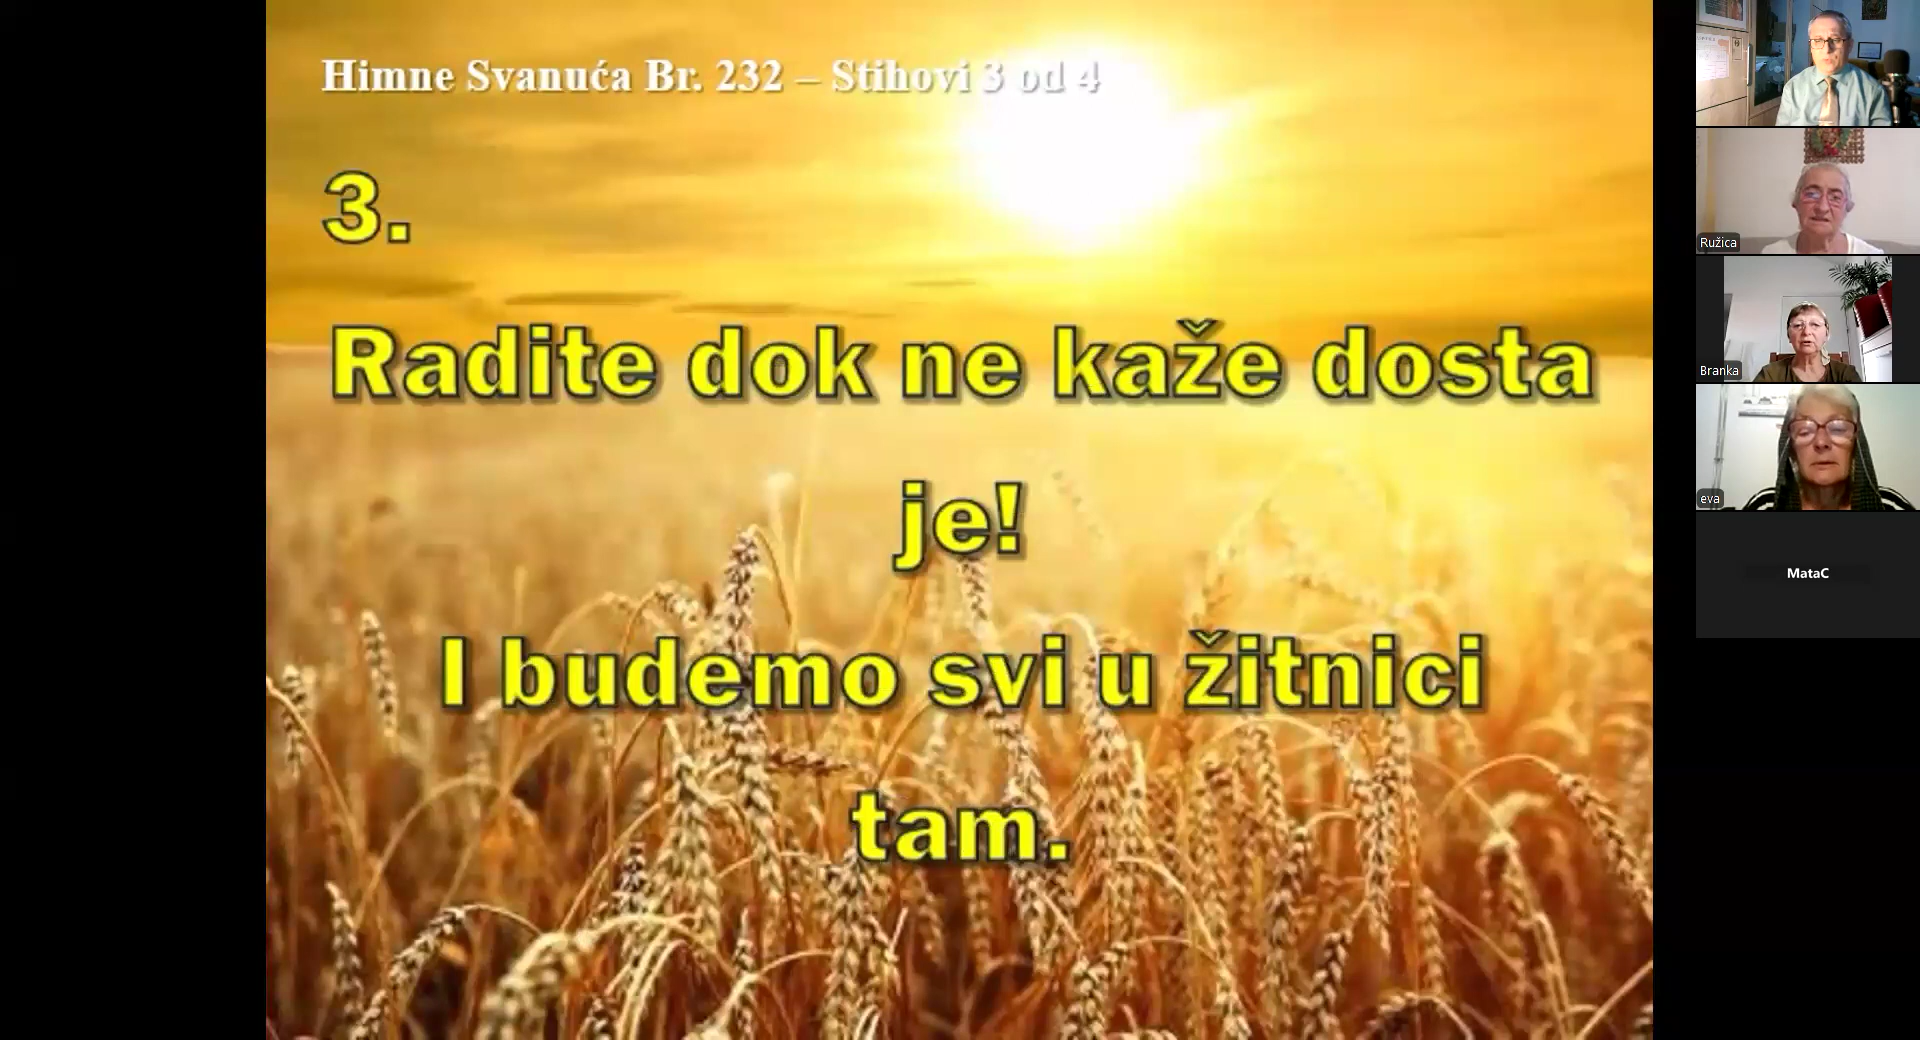 Himne Svanuća Br. 232 – Stihovi 3 od 4
3.
Radite dok ne kaže dosta
je!
I budemo svi u žitnici
tam.
Ružica
Branka
eva
MataC